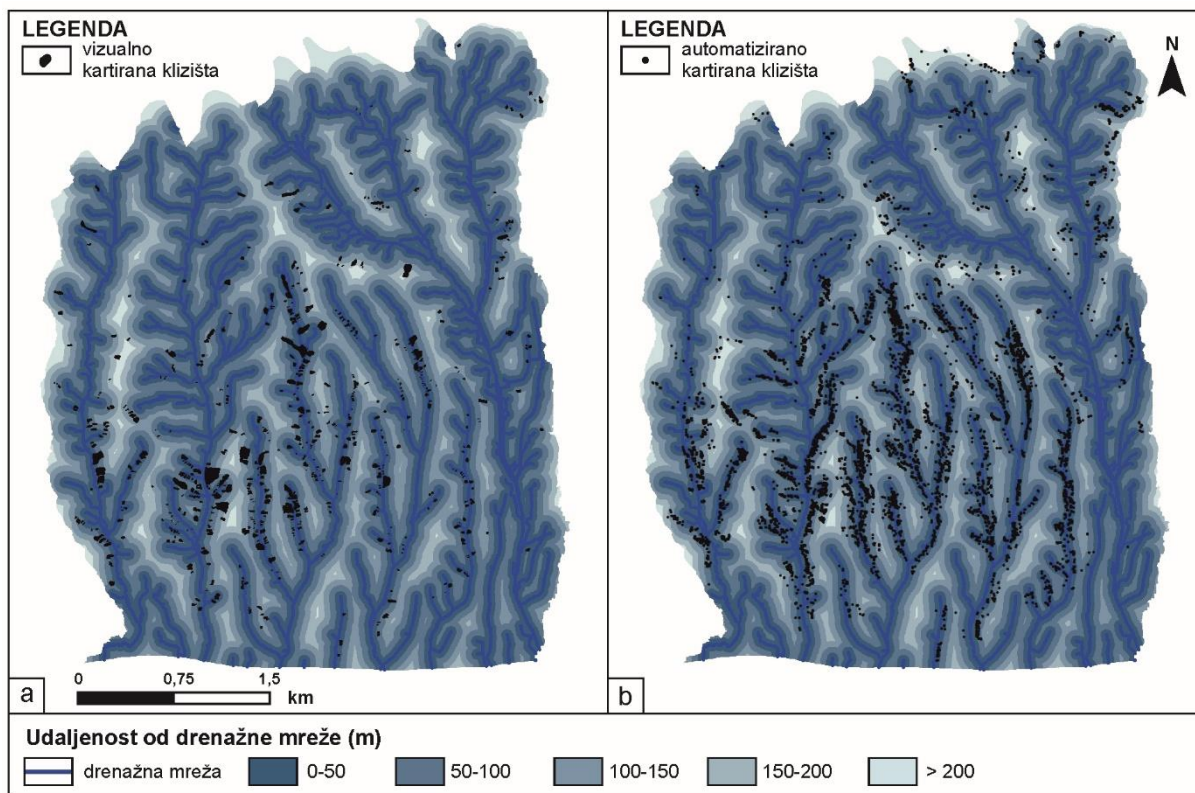 LEGENDA
vizualno
kartirana klizišta
a
0 0,75 1,5
km
LEGENDA
automatizirano
kartirana klizišta
N
b
Udaljenost od drenažne mreže (m)
drenažna mreža 0-50 50-100 100-150 150-200 > 200